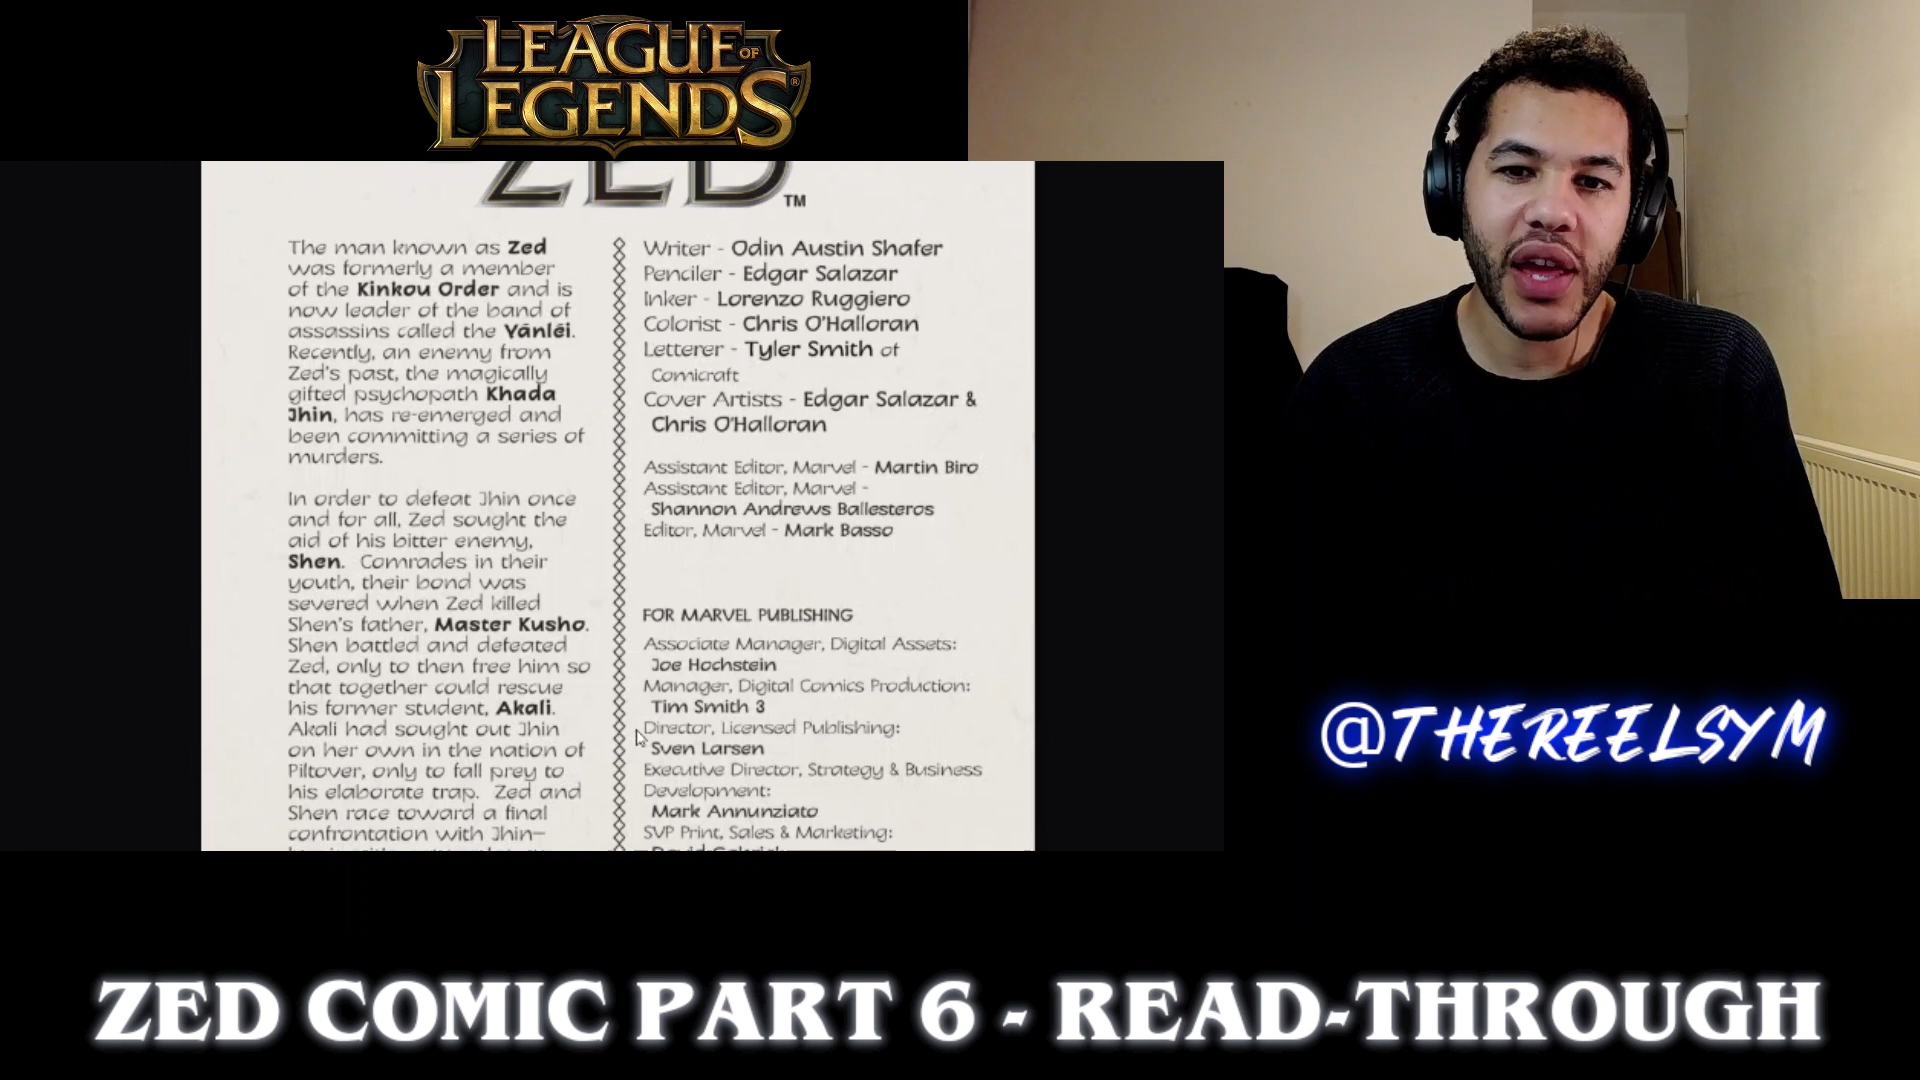 LEAGUE OF
LEGENDS®
ZED™
The man known as Zed
was formerly a member
of the Kinkou Order and is
now leader of the band of
assassins called the Yānléi.
Recently, an enemy from
Zed's past, the magically
gifted psychopath Khada
Jhin, has re-emerged and
been committing a series of
murders.
In order to defeat Jhin once
and for all, Zed sought the
aid of his bitter enemy,
Shen. Comrades in their
youth, their bond was
severed when Zed killed
Shen's father, Master Kusho.
Shen battled and defeated
Zed, only to then free him so
that together could rescue
his former student, Akali.
Akali had sought out Jhin
on her own in the nation of
Piltover, only to fall prey to
his elaborate trap. Zed and
Shen race toward a final
confrontation with Jhin—
Writer - Odin Austin Shafer
Penciler - Edgar Salazar
Inker - Lorenzo Ruggiero
Colorist - Chris O'Halloran
Letterer - Tyler Smith of
Comicraft
Cover Artists - Edgar Salazar &
Chris O'Halloran
Assistant Editor, Marvel - Martin Biro
Assistant Editor, Marvel -
Shannon Andrews Ballesteros
Editor, Marvel - Mark Basso
FOR MARVEL PUBLISHING
Associate Manager, Digital Assets:
Joe Hochstein
Manager, Digital Comics Production:
Tim Smith 3
Director, Licensed Publishing:
Sven Larsen
Executive Director, Strategy & Business
Development:
Mark Annunziato
SVP Print, Sales & Marketing:
@THEREELSYM
ZED COMIC PART 6 - READ-THROUGH